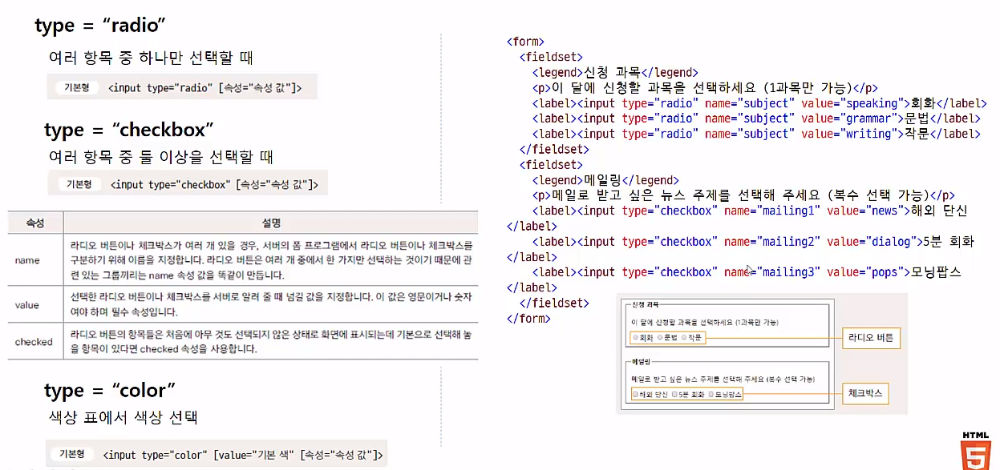 type = “radio”
여러 항목 중 하나만 선택할 때
기본형 <input type="radio" [속성="속성 값"]>
type = “checkbox”
여러 항목 중 둘 이상을 선택할 때
기본형 <input type="checkbox" [속성="속성 값"]>
속성 설명
name 라디오 버튼이나 체크박스가 여러 개 있을 경우, 서버의 폼 프로그램에서 라디오 버튼이나 체크박스를
구분하기 위해 이름을 지정합니다. 라디오 버튼은 여러 개 중에서 한 가지만 선택하는 것이기 때문에 관
련 있는 그룹끼리는 name 속성 값을 똑같이 만듭니다.
value 선택한 라디오 버튼이나 체크박스를 서버로 알려 줄 때 넘길 값을 지정합니다. 이 값은 영문이거나 숫자
여야 하며 필수 속성입니다.
checked 라디오 버튼의 항목들은 처음에 아무 것도 선택되지 않은 상태로 화면에 표시되는데 기본으로 선택해 놓
을 항목이 있다면 checked 속성을 사용합니다.
type = “color”
색상 표에서 색상 선택
기본형 <input type="color" [value="기본 색" [속성="속성 값"]>
<form>
<fieldset>
<legend>신청 과목</legend>
<p>이 달에 신청할 과목을 선택하세요 (1과목만 가능)</p>
<label><input type="radio" name="subject" value="speaking">회화</label>
<label><input type="radio" name="subject" value="grammar">문법</label>
<label><input type="radio" name="subject" value="writing">작문</label>
</fieldset>
<fieldset>
<legend>메일링</legend>
<p>메일로 받고 싶은 뉴스 주제를 선택해 주세요 (복수 선택 가능)</p>
<label><input type="checkbox" name="mailing1" value="news">해외 단신
</label>
<label><input type="checkbox" name="mailing2" value="dialog">5분 회화
</label>
<label><input type="checkbox" name="mailing3" value="pops">모닝팝스
</label>
</fieldset>
</form>
신청 과목
이 달에 신청할 과목을 선택하세요 (1과목만 가능)
회화 문법 작문
라디오 버튼
메일링
메일로 받고 싶은 뉴스 주제를 선택해 주세요 (복수 선택 가능)
해외 단신 5분 회화 모닝팝스
체크박스
HTML
5